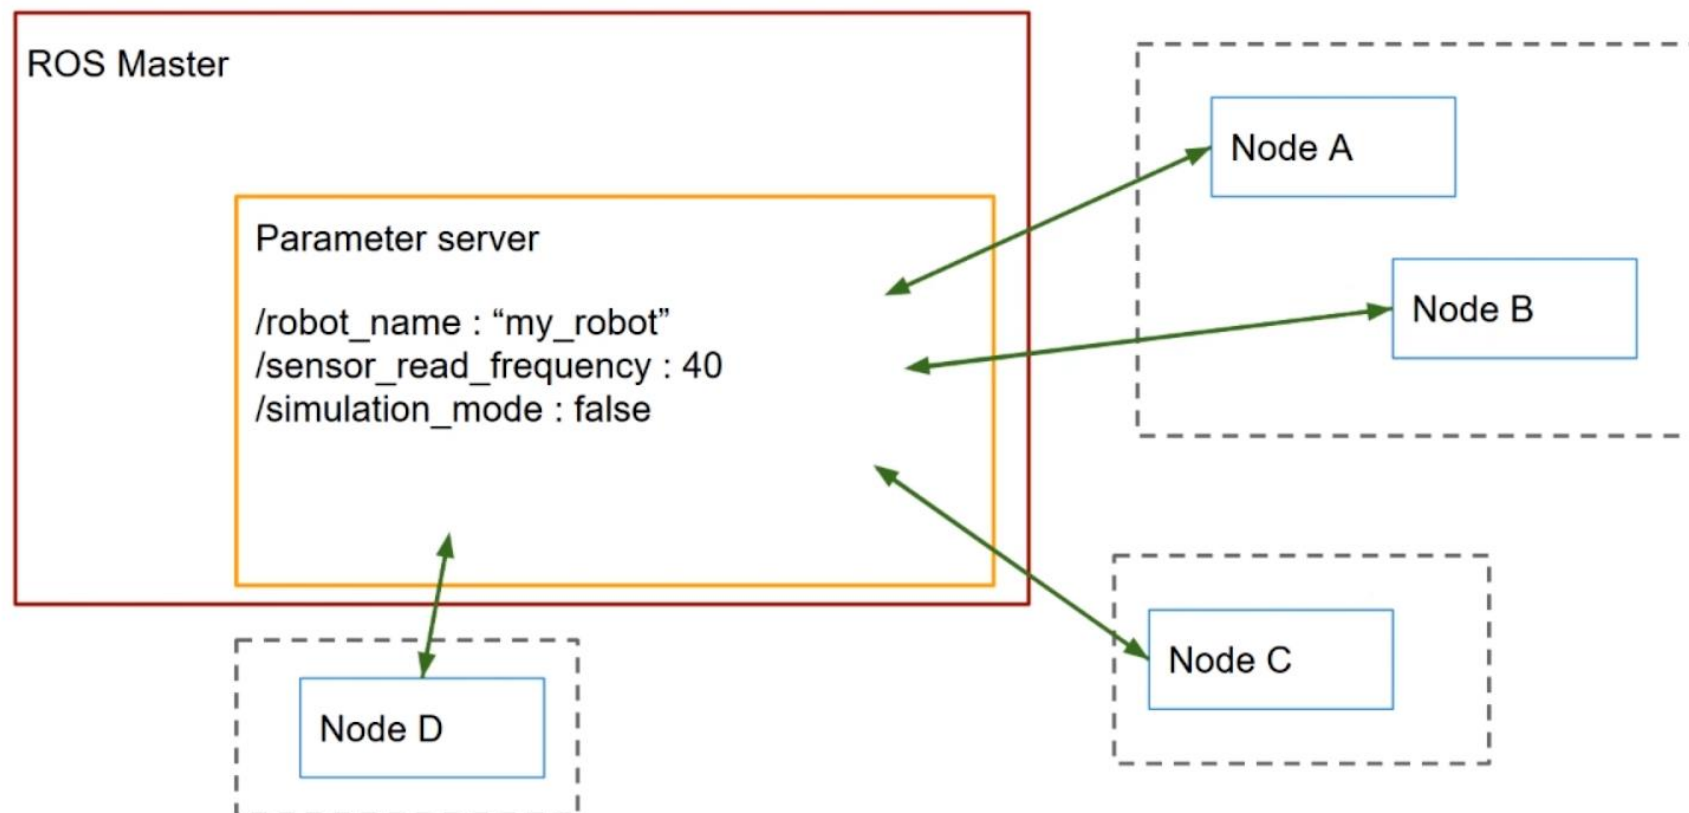 ROS Master
Parameter server
/robot_name : “my_robot”
/sensor_read_frequency : 40
/simulation_mode : false
Node A
Node B
Node C
Node D